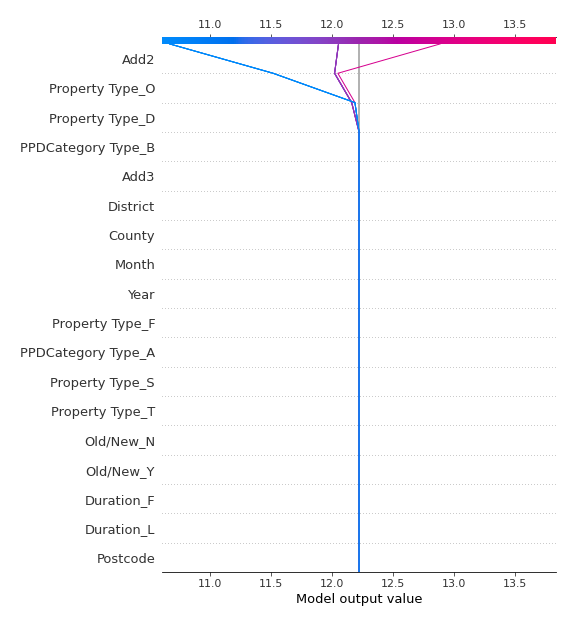 11.0 11.5 12.0 12.5 13.0 13.5
Add2
Property Type_O
Property Type_D
PPDCategory Type_B
Add3
District
County
Month
Year
Property Type_F
PPDCategory Type_A
Property Type_S
Property Type_T
Old/New_N
Old/New_Y
Duration_F
Duration_L
Postcode
11.0 11.5 12.0 12.5 13.0 13.5
Model output value